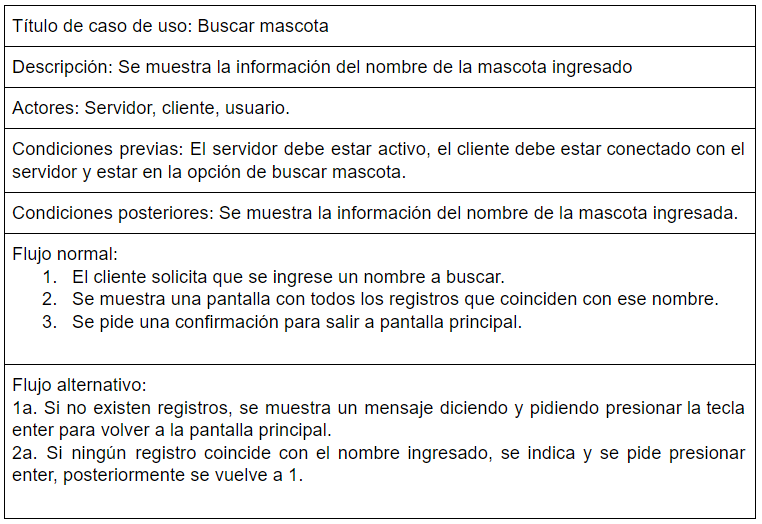 Título de caso de uso: Buscar mascota
Descripción: Se muestra la información del nombre de la mascota ingresado
Actores: Servidor, cliente, usuario.
Condiciones previas: El servidor debe estar activo, el cliente debe estar conectado con el
servidor y estar en la opción de buscar mascota.
Condiciones posteriores: Se muestra la información del nombre de la mascota ingresada.
Flujo normal:
1. El cliente solicita que se ingrese un nombre a buscar.
2. Se muestra una pantalla con todos los registros que coinciden con ese nombre.
3. Se pide una confirmación para salir a pantalla principal.
Flujo alternativo:
1a. Si no existen registros, se muestra un mensaje diciendo y pidiendo presionar la tecla
enter para volver a la pantalla principal.
2a. Si ningún registro coincide con el nombre ingresado, se indica y se pide presionar
enter, posteriormente se vuelve a 1.